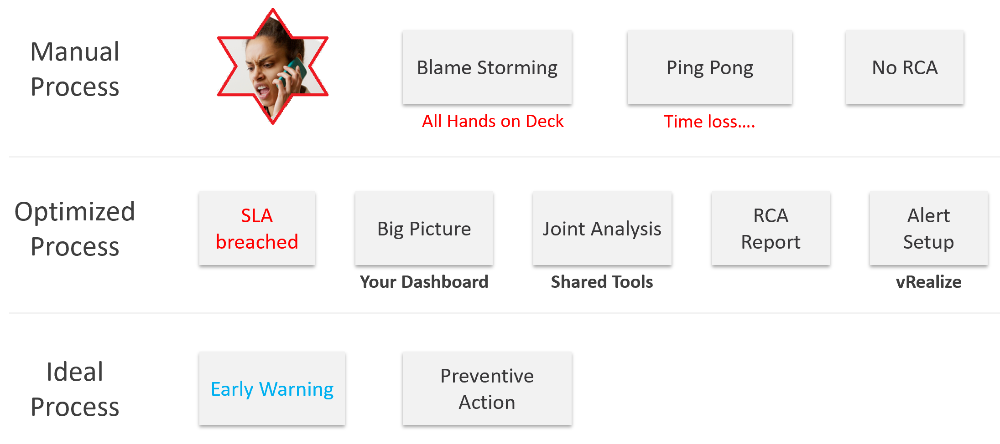 Manual
Process
Blame Storming
All Hands on Deck
Ping Pong
Time loss....
No RCA
Optimized
Process
SLA
breached
Big Picture
Your Dashboard
Joint Analysis
Shared Tools
RCA
Report
Alert
Setup
vRealize
Ideal
Process
Early Warning
Preventive
Action